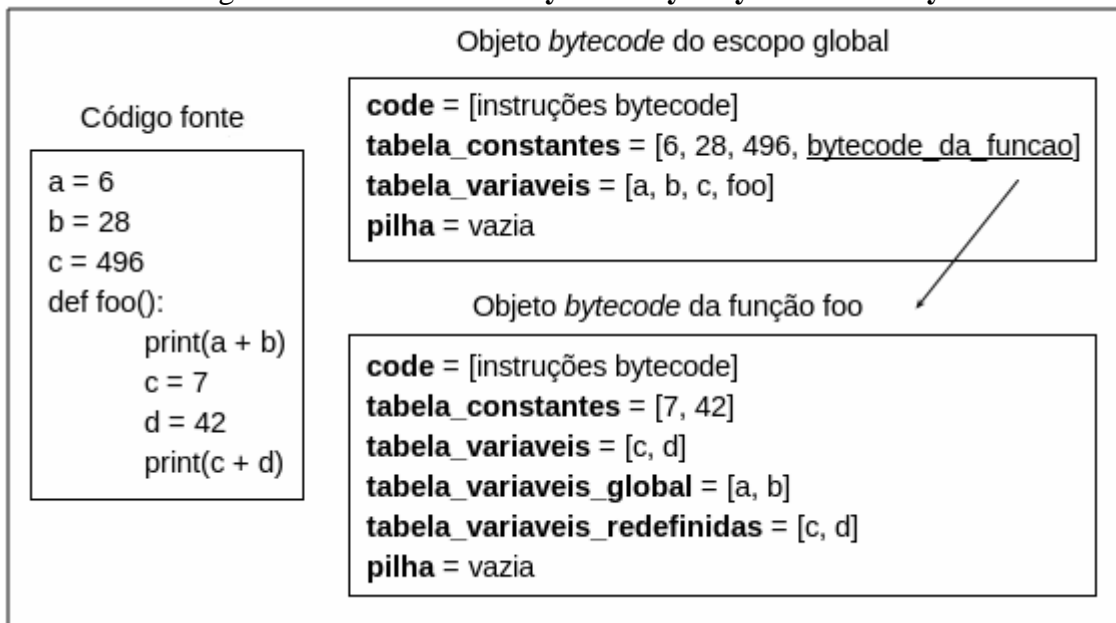 Objeto bytecode do escopo global
Código fonte
a = 6
b = 28
c = 496
def foo():
print(a + b)
c = 7
d = 42
print(c + d)
code = [instruções bytecode]
tabela_constantes = [6, 28, 496, bytecode_da_funcao]
tabela_variaveis = [a, b, c, foo]
pilha = vazia
Objeto bytecode da função foo
code = [instruções bytecode]
tabela_constantes = [7, 42]
tabela_variaveis = [c, d]
tabela_variaveis_global = [a, b]
tabela_variaveis_redefinidas = [c, d]
pilha = vazia